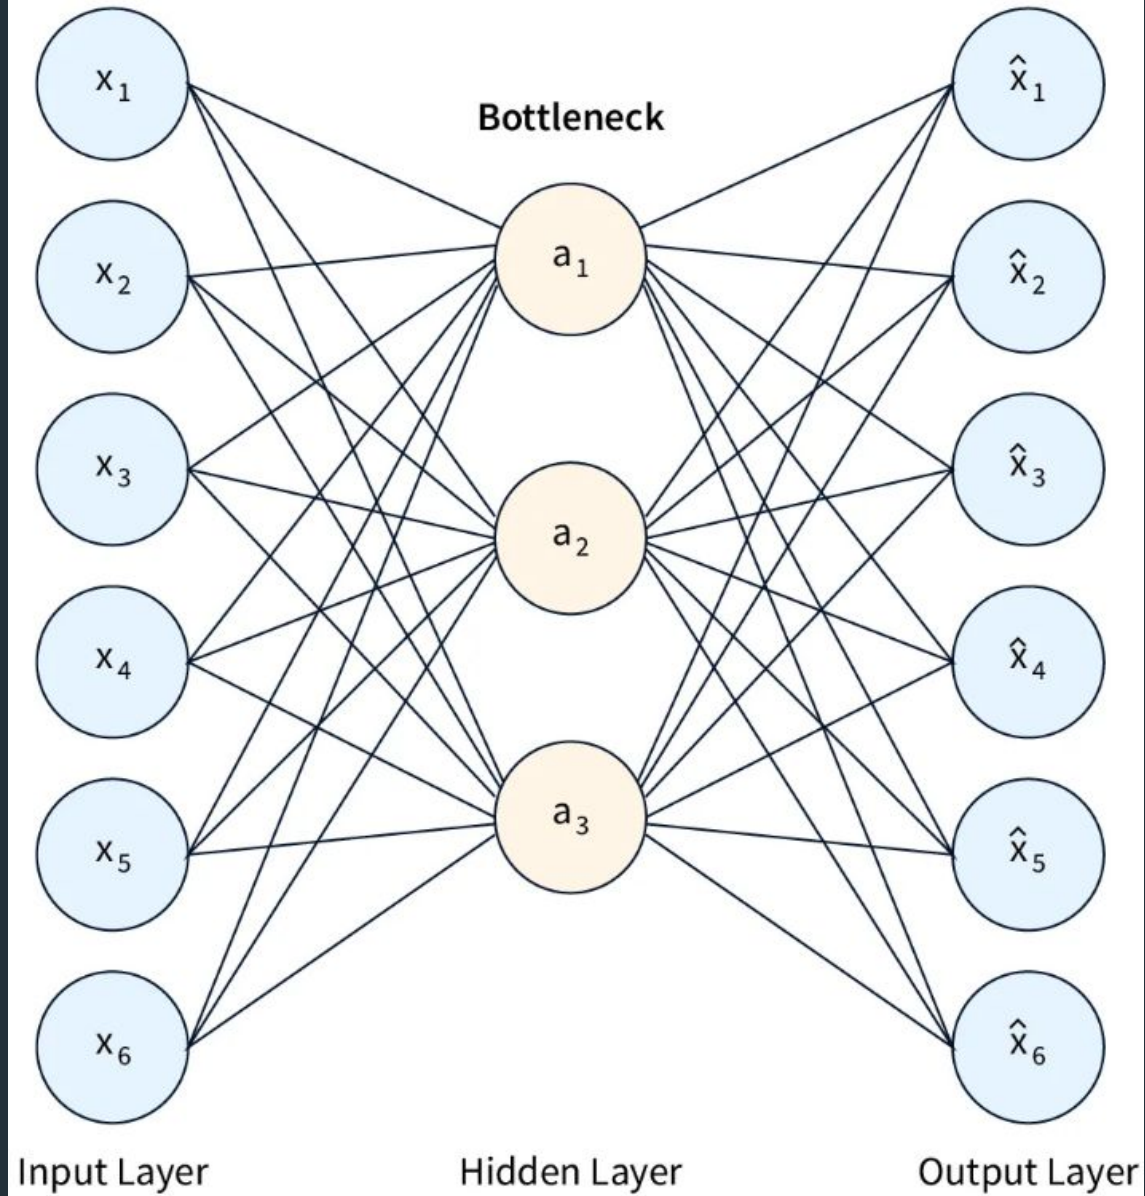 x₁
x̂₁
Bottleneck
a₁
x₂
x̂₂
x₃
x̂₃
a₂
x₄
x̂₄
a₃
x₅
x̂₅
x₆
x̂₆
Input Layer
Hidden Layer
Output Layer